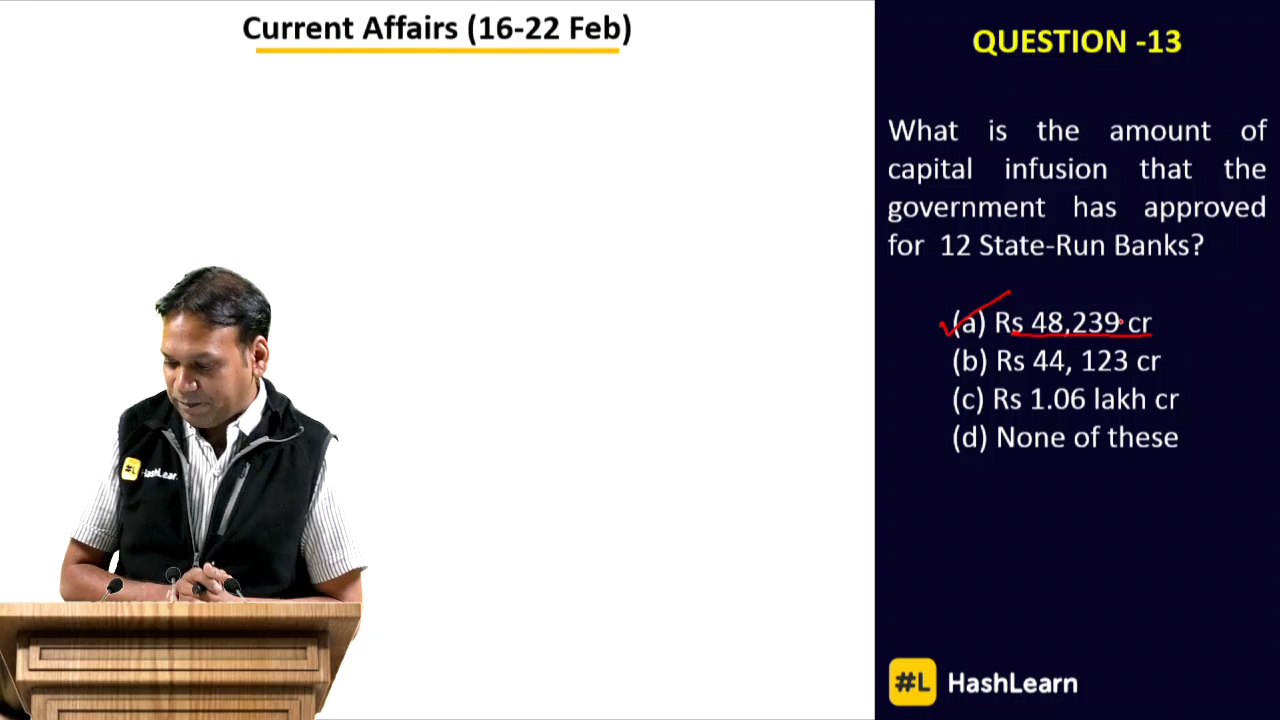 Current Affairs (16-22 Feb)
QUESTION -13
What is the amount of
capital infusion that the
government has approved
for 12 State-Run Banks?
(a) Rs 48,239 cr
(b) Rs 44, 123 cr
(c) Rs 1.06 lakh cr
(d) None of these
#L HashLearn
#L HashLearn